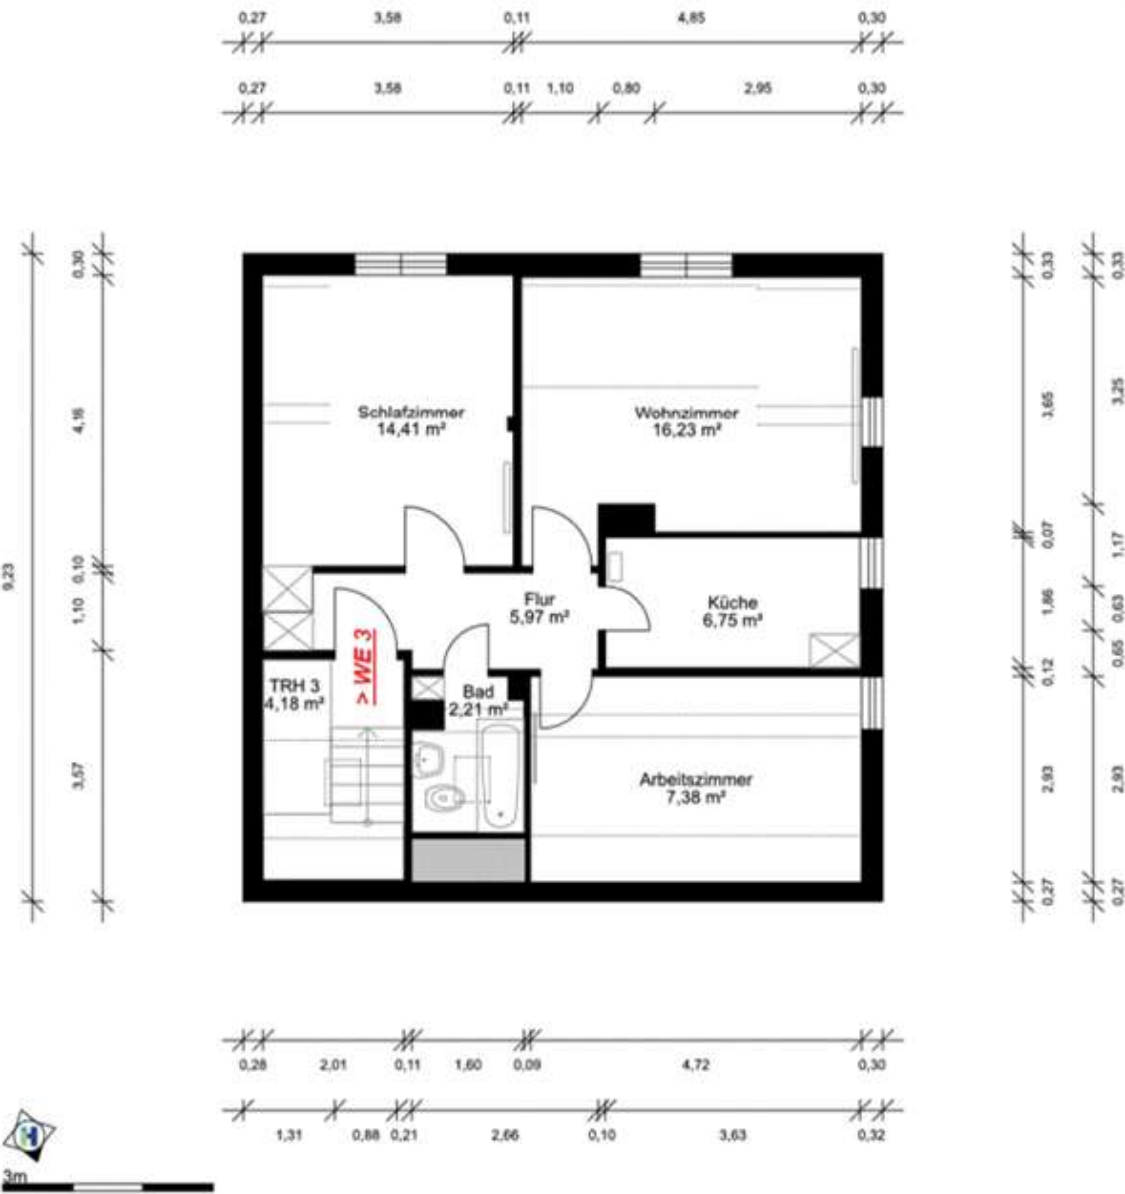 0,27 3,58 0,11 4,85 0,30
0,27 3,58 0,11 1,10 0,80 2,95 0,30
9,23
0,30
4,16
0,10
1,10
3,57
Schlafzimmer
14,41 m²
Wohnzimmer
16,23 m²
Flur
5,97 m²
Küche
6,75 m²
> WE 3
TRH 3
4,18 m²
Bad
2,21 m²
Arbeitszimmer
7,38 m²
0,33
3,65
0,07
1,86
0,12
2,93
0,27
0,33
3,25
1,17
0,63
0,65
2,93
0,27
0,28 2,01 0,11 1,60 0,09 4,72 0,30
1,31 0,88 0,21 2,66 0,10 3,63 0,32
3m